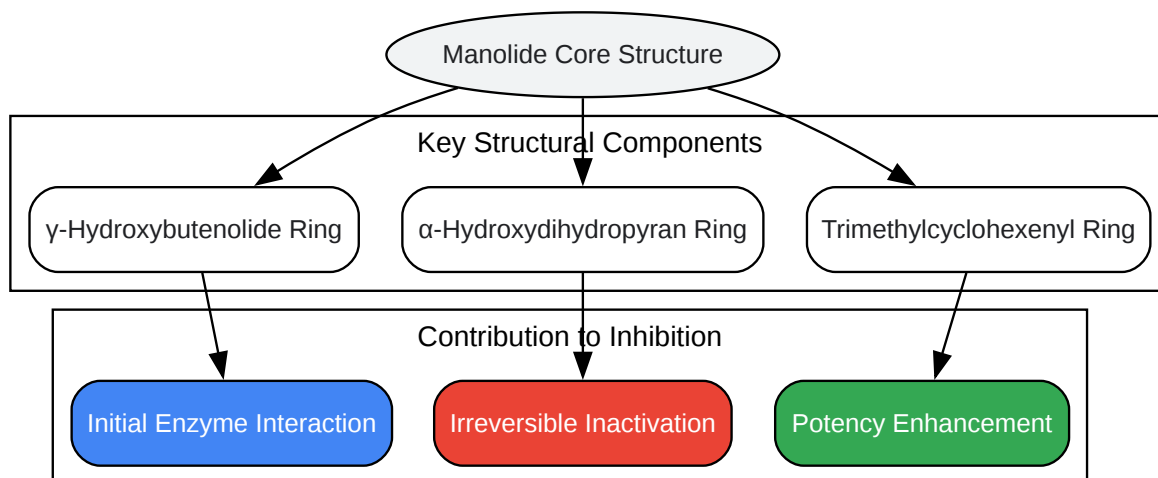 Manolide Core Structure
Key Structural Components
γ-Hydroxybutenolide Ring
α-Hydroxydihydropyran Ring
Trimethylcyclohexenyl Ring
Contribution to Inhibition
Initial Enzyme Interaction
Irreversible Inactivation
Potency Enhancement